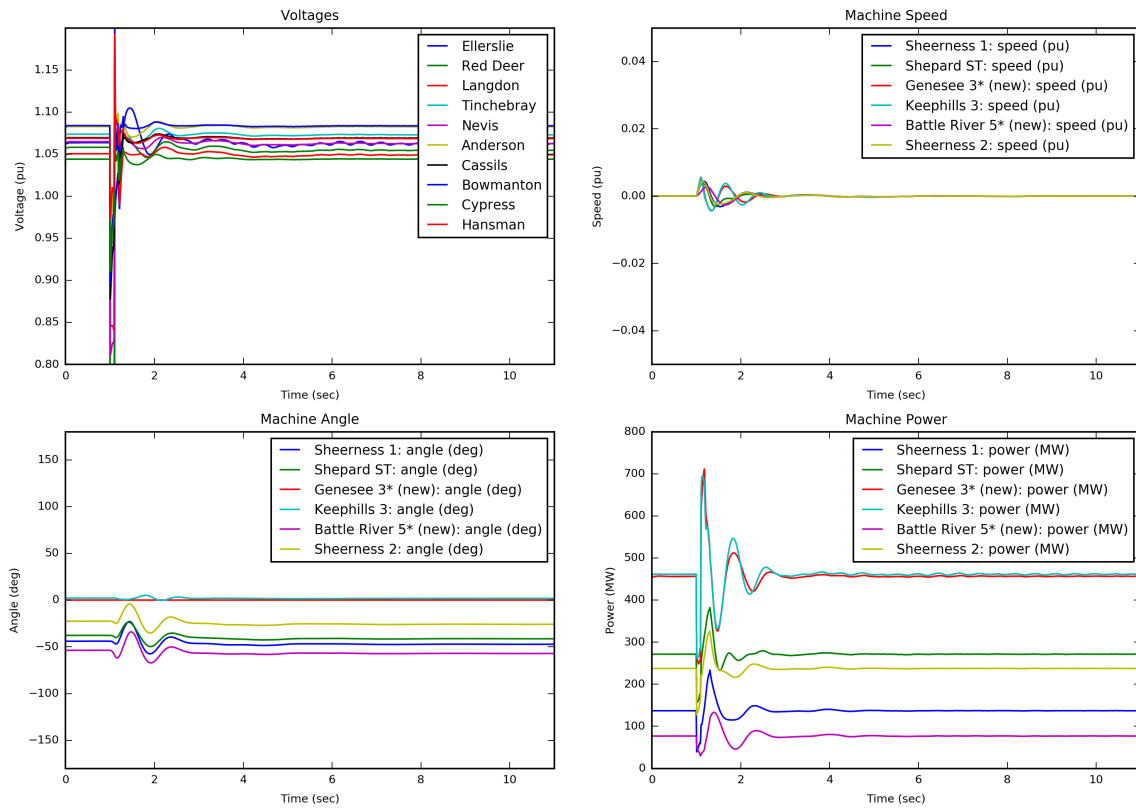 Voltages
1.15
1.10
1.05
1.00
0.95
0.90
0.85
0.80
Voltage (pu)
0 2 4 6 8 10
Time (sec)
Ellerslie
Red Deer
Langdon
Tinchebray
Nevis
Anderson
Cassils
Bowmanton
Cypress
Hansman
Machine Speed
0.04
0.02
0.00
−0.02
−0.04
Speed (pu)
0 2 4 6 8 10
Time (sec)
Sheerness 1: speed (pu)
Shepard ST: speed (pu)
Genesee 3* (new): speed (pu)
Keephills 3: speed (pu)
Battle River 5* (new): speed (pu)
Sheerness 2: speed (pu)
Machine Angle
150
100
50
0
−50
−100
−150
Angle (deg)
0 2 4 6 8 10
Time (sec)
Sheerness 1: angle (deg)
Shepard ST: angle (deg)
Genesee 3* (new): angle (deg)
Keephills 3: angle (deg)
Battle River 5* (new): angle (deg)
Sheerness 2: angle (deg)
Machine Power
800
700
600
500
400
300
200
100
0
Power (MW)
0 2 4 6 8 10
Time (sec)
Sheerness 1: power (MW)
Shepard ST: power (MW)
Genesee 3* (new): power (MW)
Keephills 3: power (MW)
Battle River 5* (new): power (MW)
Sheerness 2: power (MW)